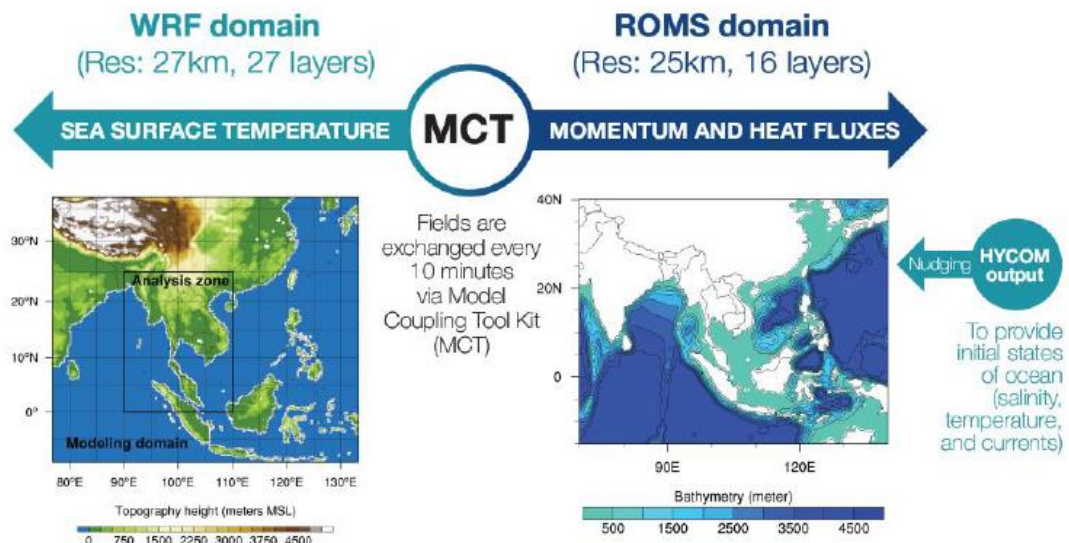 WRF domain
(Res: 27km, 27 layers)
ROMS domain
(Res: 25km, 16 layers)
SEA SURFACE TEMPERATURE
MCT
MOMENTUM AND HEAT FLUXES
Fields are
exchanged every
10 minutes
via Model
Coupling Tool Kit
(MCT)
30°N
20°N
10°N
0°
Analysis zone
Modeling domain
80°E 90°E 100°E 110°E 120°E 130°E
Topography height (meters MSL)
0 750 1500 2250 3000 3750 4500
40N
20N
0
90E 120E
Bathymetry (meter)
500 1500 2500 3500 4500
Nudging
HYCOM
output
To provide
initial states
of ocean
(salinity,
temperature,
and currents)